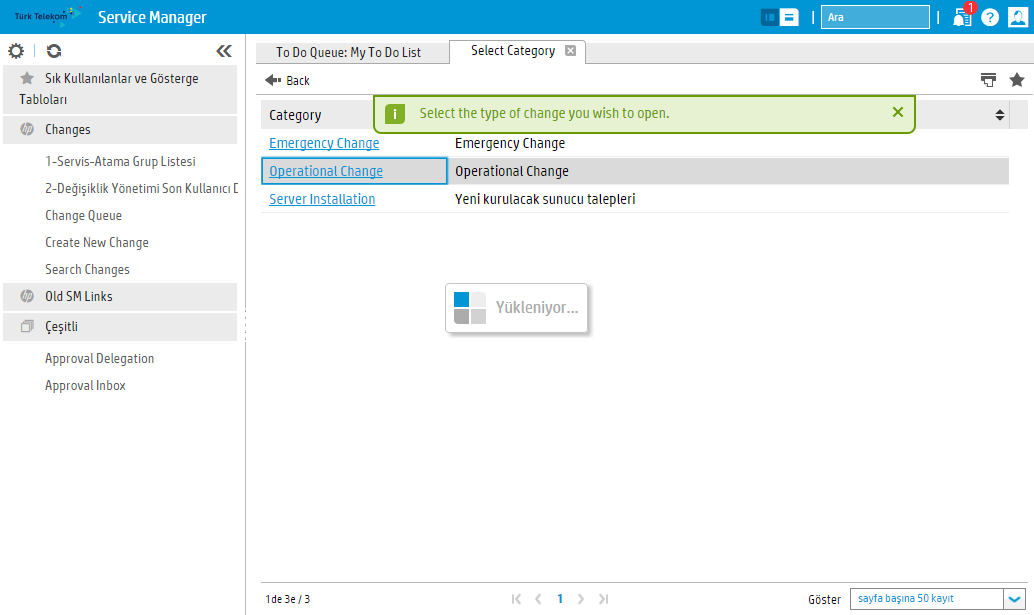 Türk Telekom
Service Manager
Ara
1
?
Sık Kullanılanlar ve Gösterge
Tabloları
Changes
1-Servis-Atama Grup Listesi
2-Değişiklik Yönetimi Son Kullanıcı D
Change Queue
Create New Change
Search Changes
Old SM Links
Çeşitli
Approval Delegation
Approval Inbox
To Do Queue: My To Do List
Select Category
Back
Category
Select the type of change you wish to open.
Emergency Change Emergency Change
Operational Change Operational Change
Server Installation Yeni kurulacak sunucu talepleri
Yükleniyor...
1de 3e / 3
1
Göster
sayfa başına 50 kayıt